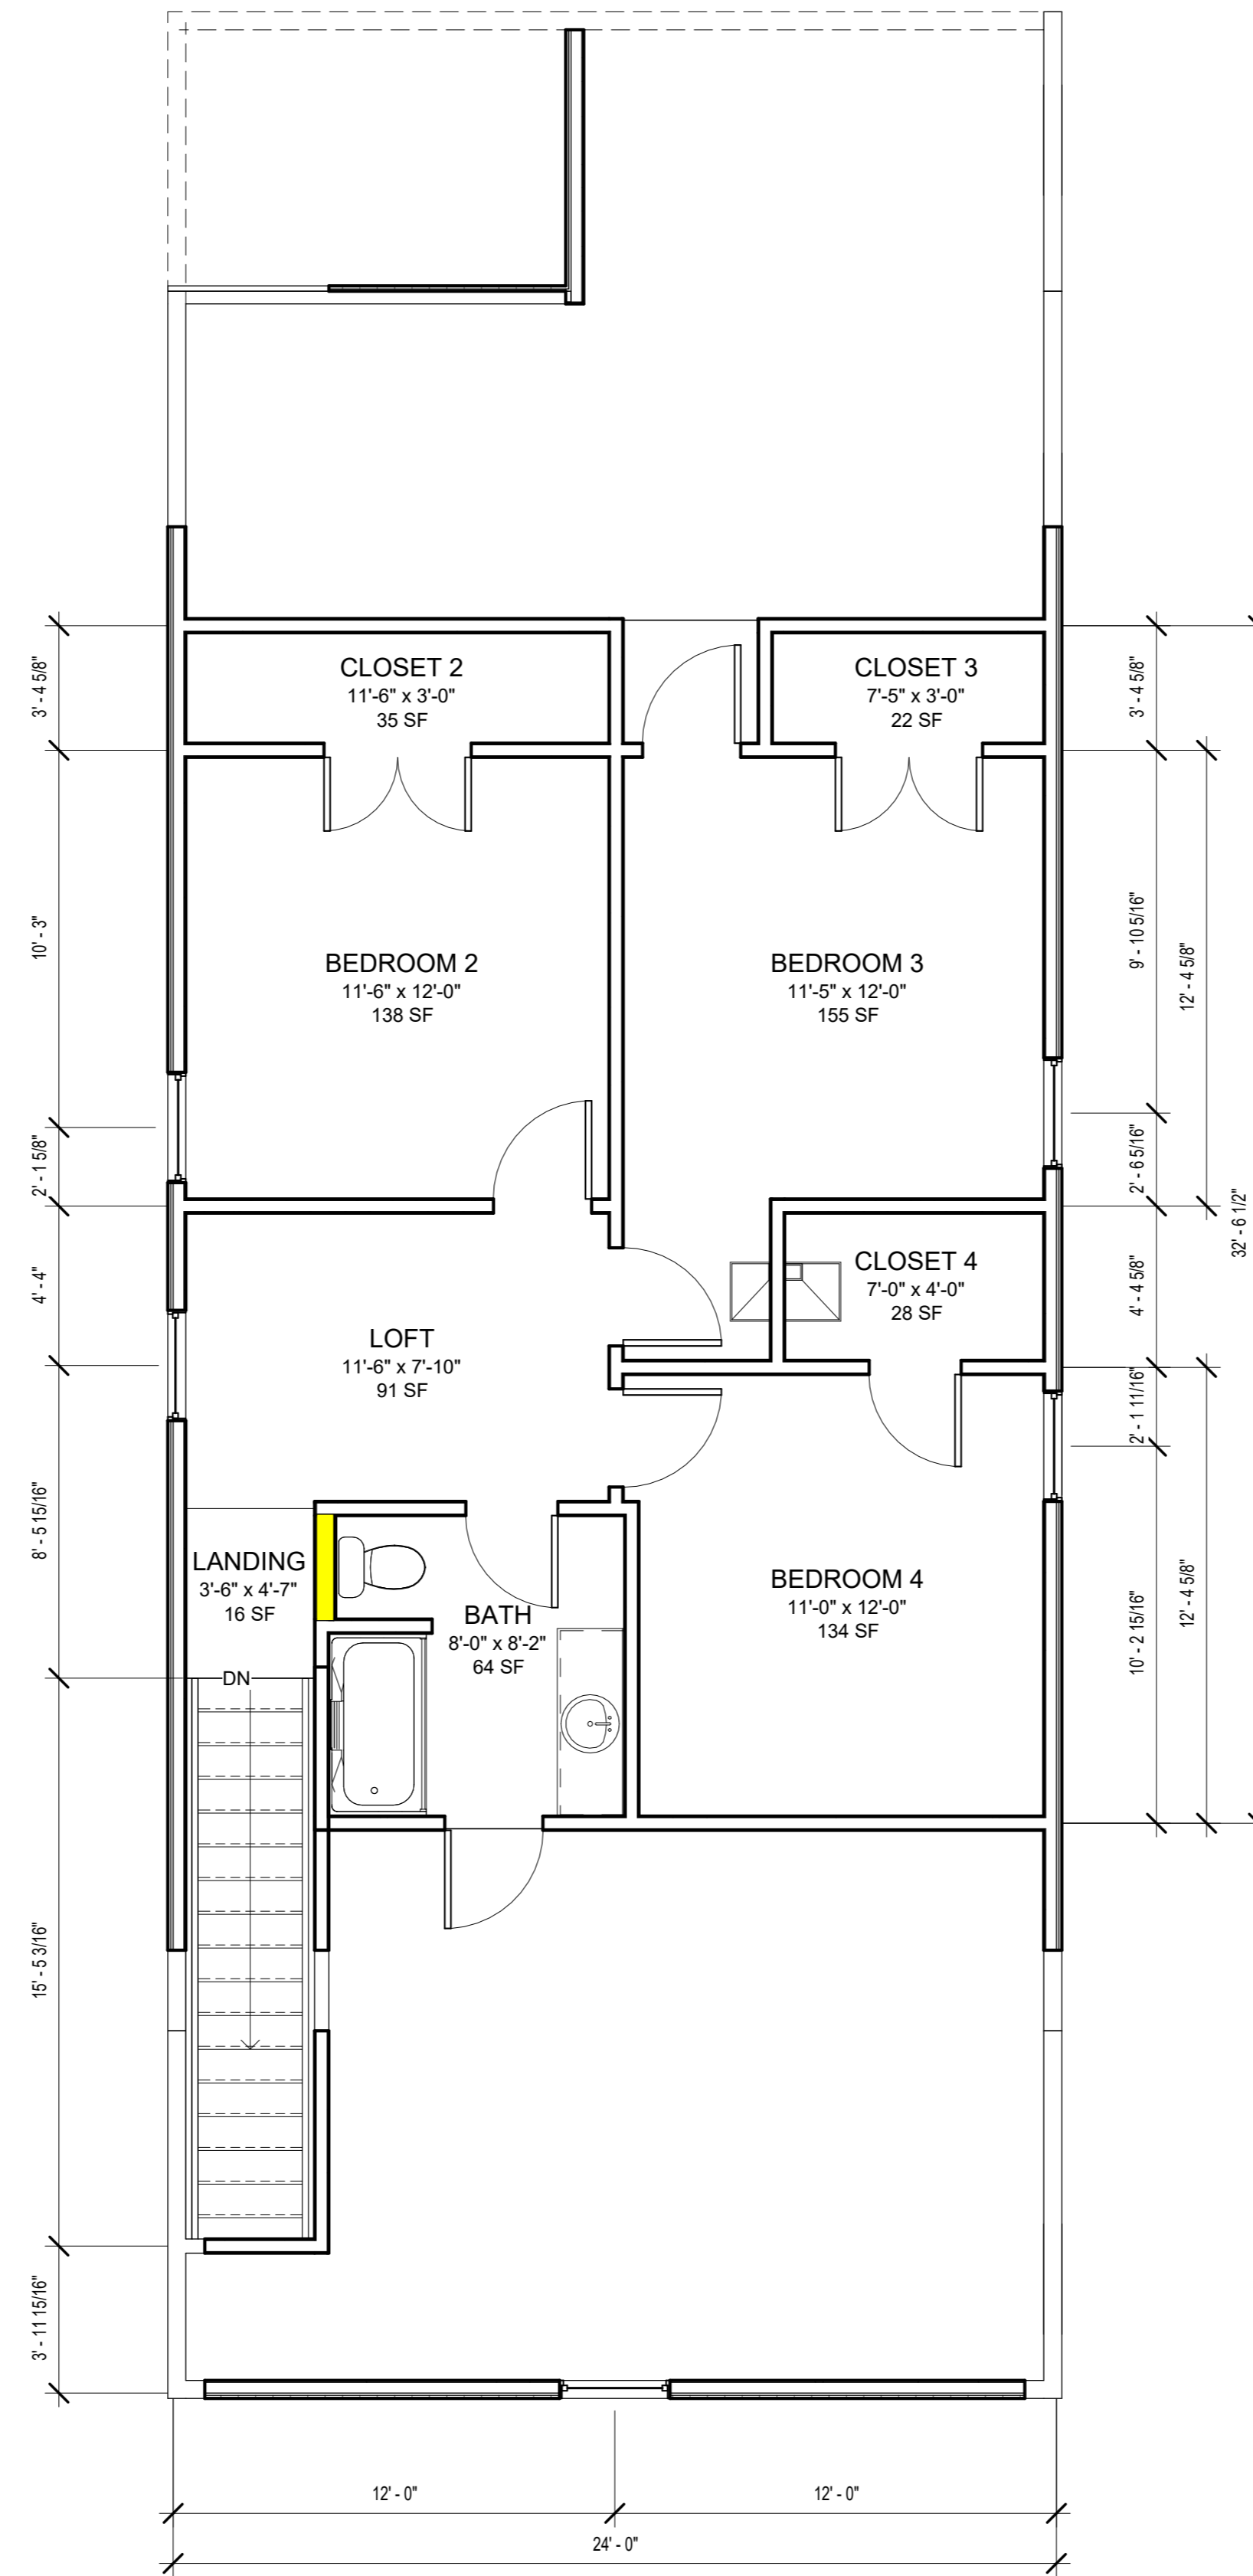 CLOSET 2
11'-6" x 3'-0"
35 SF
CLOSET 3
7'-5" x 3'-0"
22 SF
3' - 4 5/8"
3' - 4 5/8"
BEDROOM 2
11'-6" x 12'-0"
138 SF
BEDROOM 3
11'-5" x 12'-0"
155 SF
10' - 3"
9' - 10 5/16"
12' - 4 5/8"
2' - 1 5/8"
2' - 6 5/16"
32' - 6 1/2"
CLOSET 4
7'-0" x 4'-0"
28 SF
4' - 4"
4' - 4 5/8"
LOFT
11'-6" x 7'-10"
91 SF
2' - 1 11/16"
8' - 5 15/16"
LANDING
3'-6" x 4'-7"
16 SF
BATH
8'-0" x 8'-2"
64 SF
BEDROOM 4
11'-0" x 12'-0"
134 SF
10' - 2 15/16"
12' - 4 5/8"
DN
15' - 5 3/16"
3' - 11 15/16"
12' - 0"
12' - 0"
24' - 0"